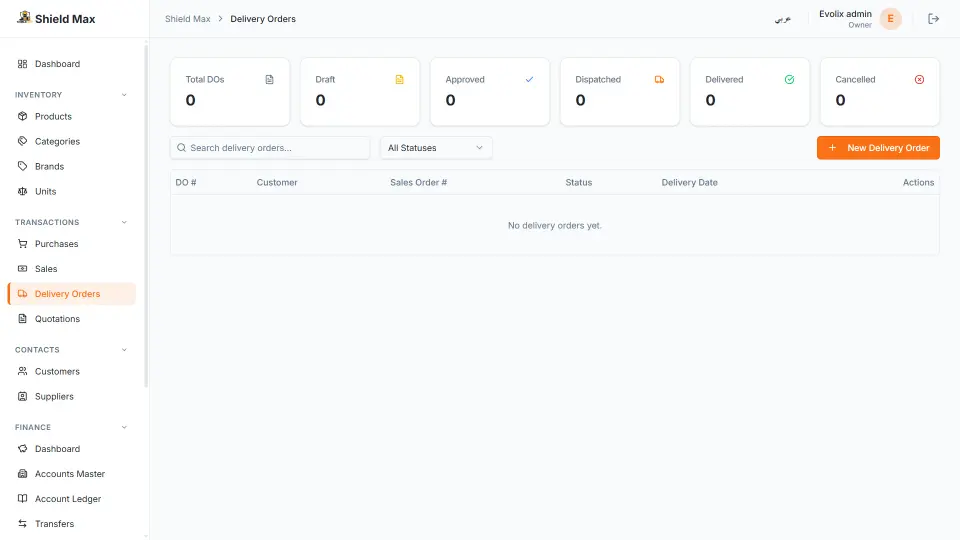 Shield Max
Shield Max > Delivery Orders
عربي
Evolix admin
Owner
E
Dashboard
INVENTORY
Products
Categories
Brands
Units
TRANSACTIONS
Purchases
Sales
Delivery Orders
Quotations
CONTACTS
Customers
Suppliers
FINANCE
Dashboard
Accounts Master
Account Ledger
Transfers
Total DOs
0
Draft
0
Approved
0
Dispatched
0
Delivered
0
Cancelled
0
Search delivery orders...
All Statuses
+ New Delivery Order
DO # Customer Sales Order # Status Delivery Date Actions
No delivery orders yet.